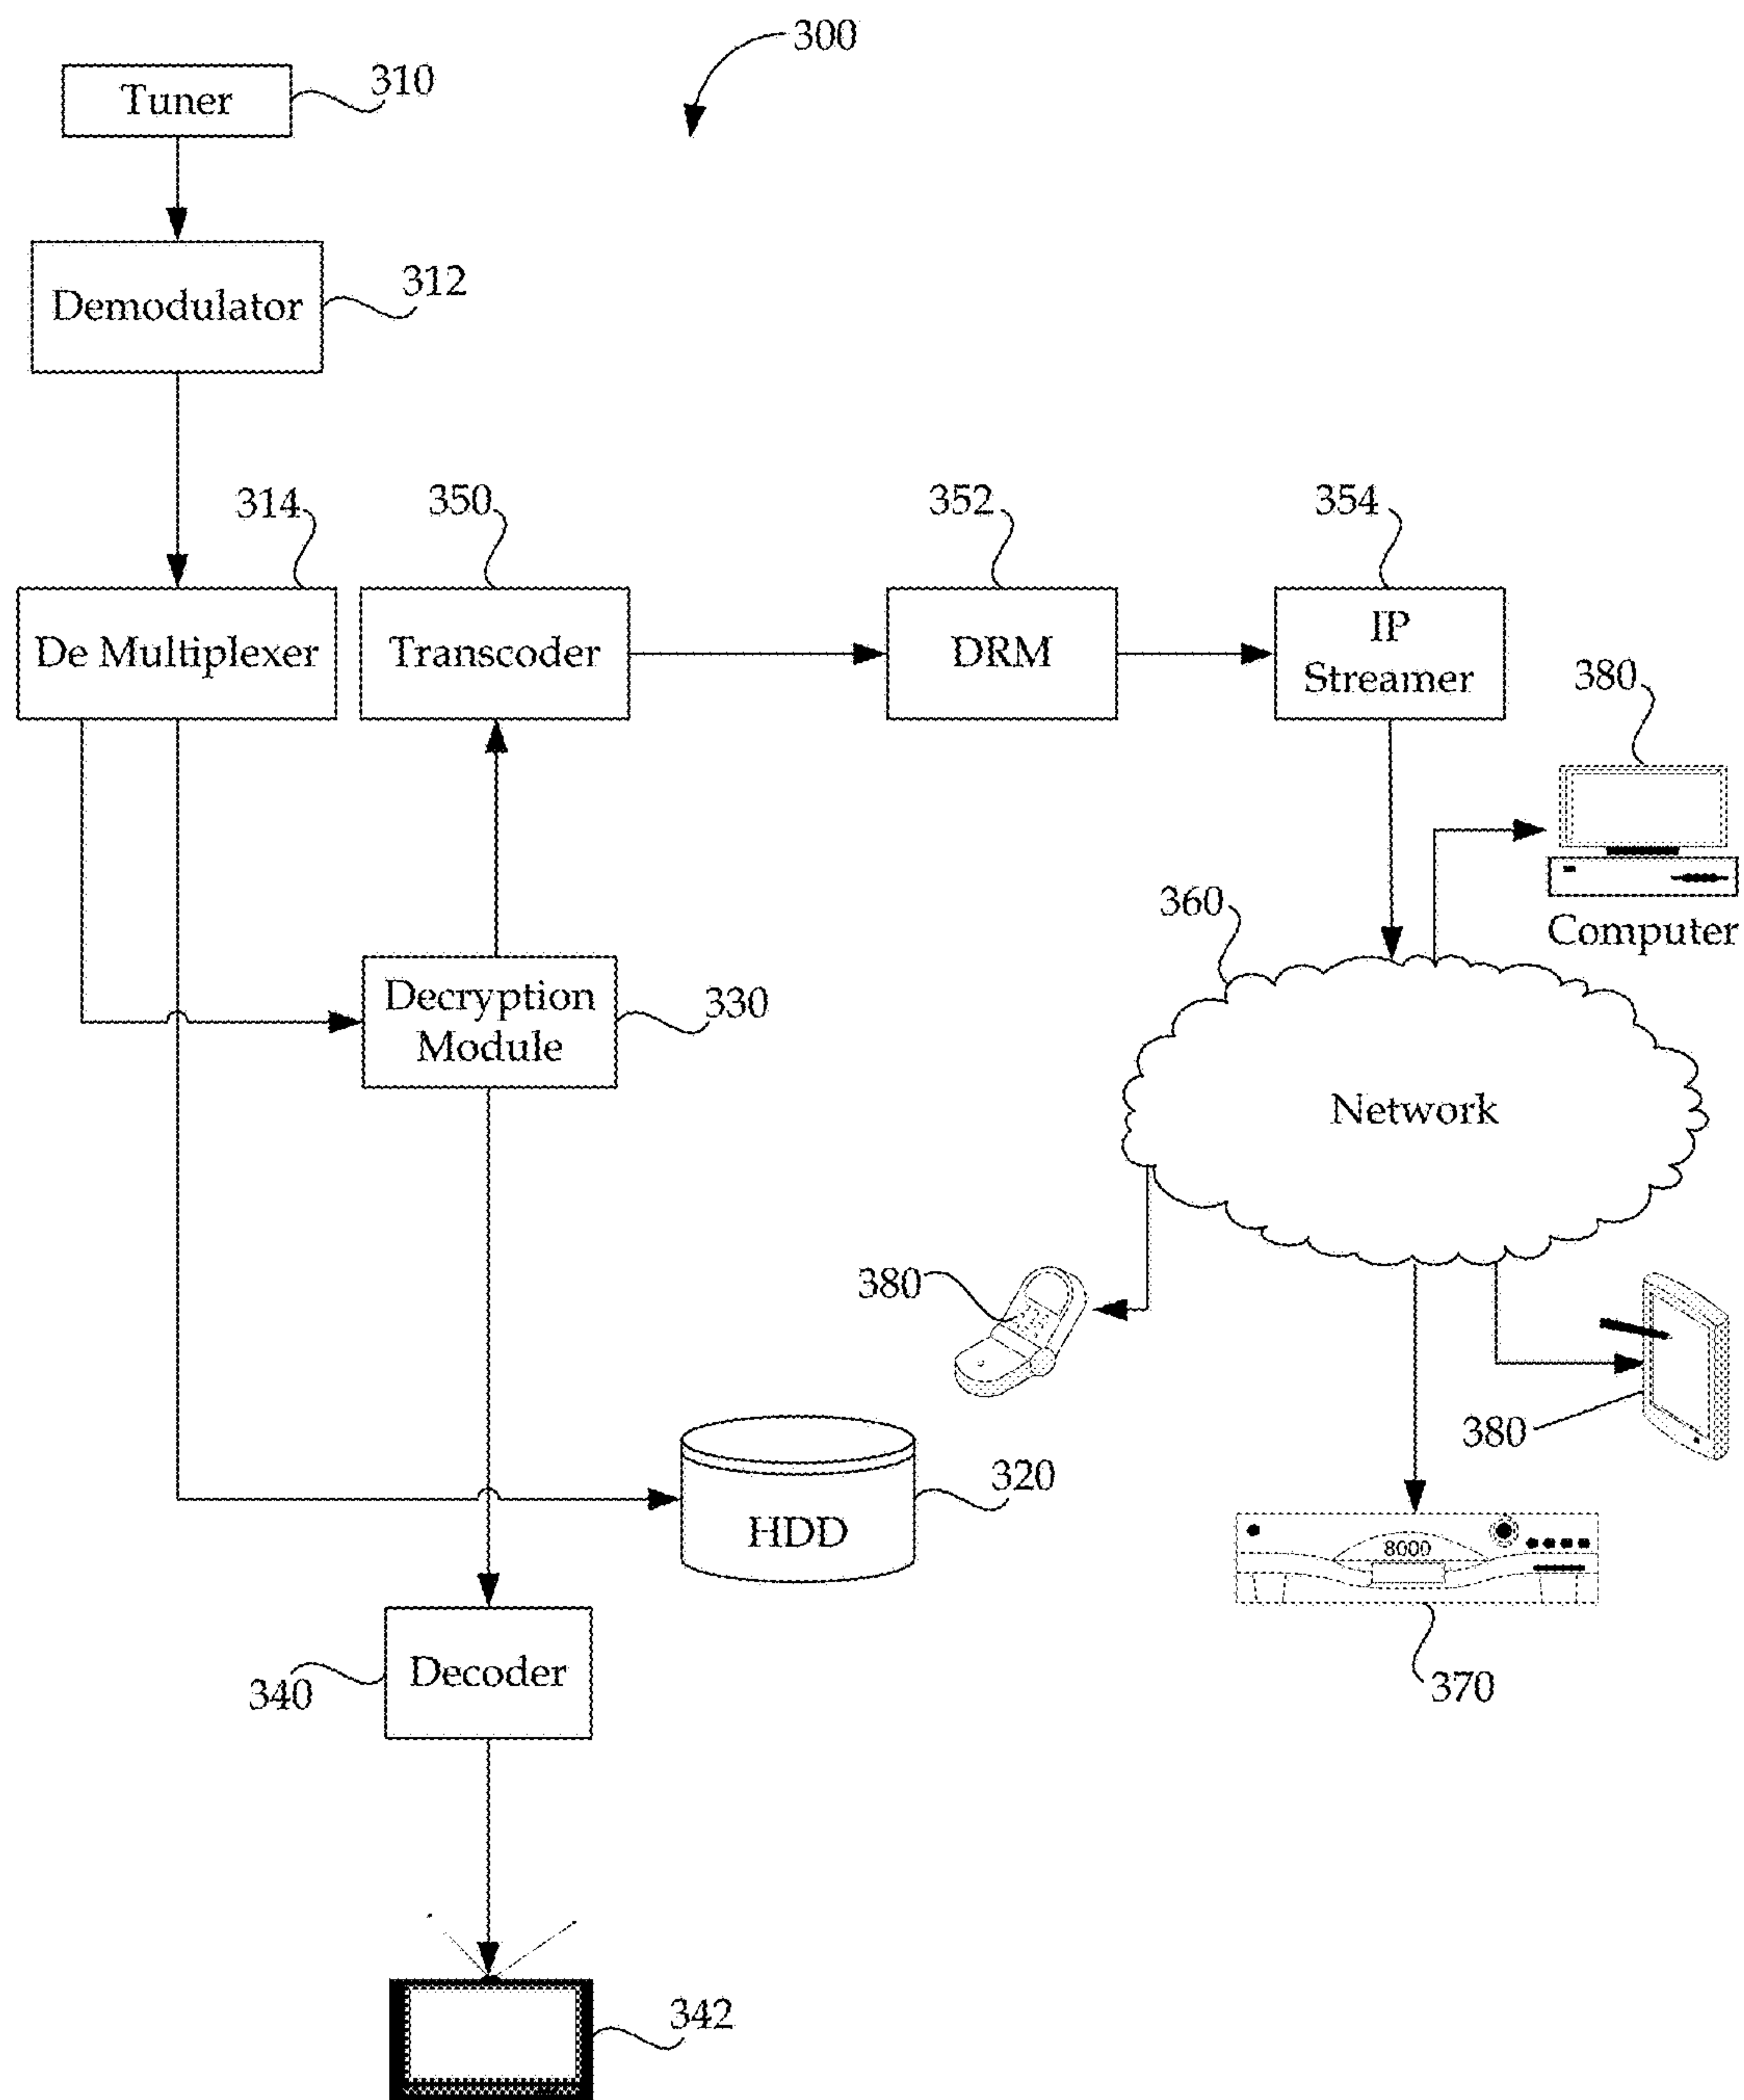 300
Tuner
310
Demodulator
312
314
350
352
354
De Multiplexer
Transcoder
DRM
IP
Streamer
380
Computer
360
Decryption
Module
330
Network
380
380
320
HDD
8000
370
Decoder
340
342